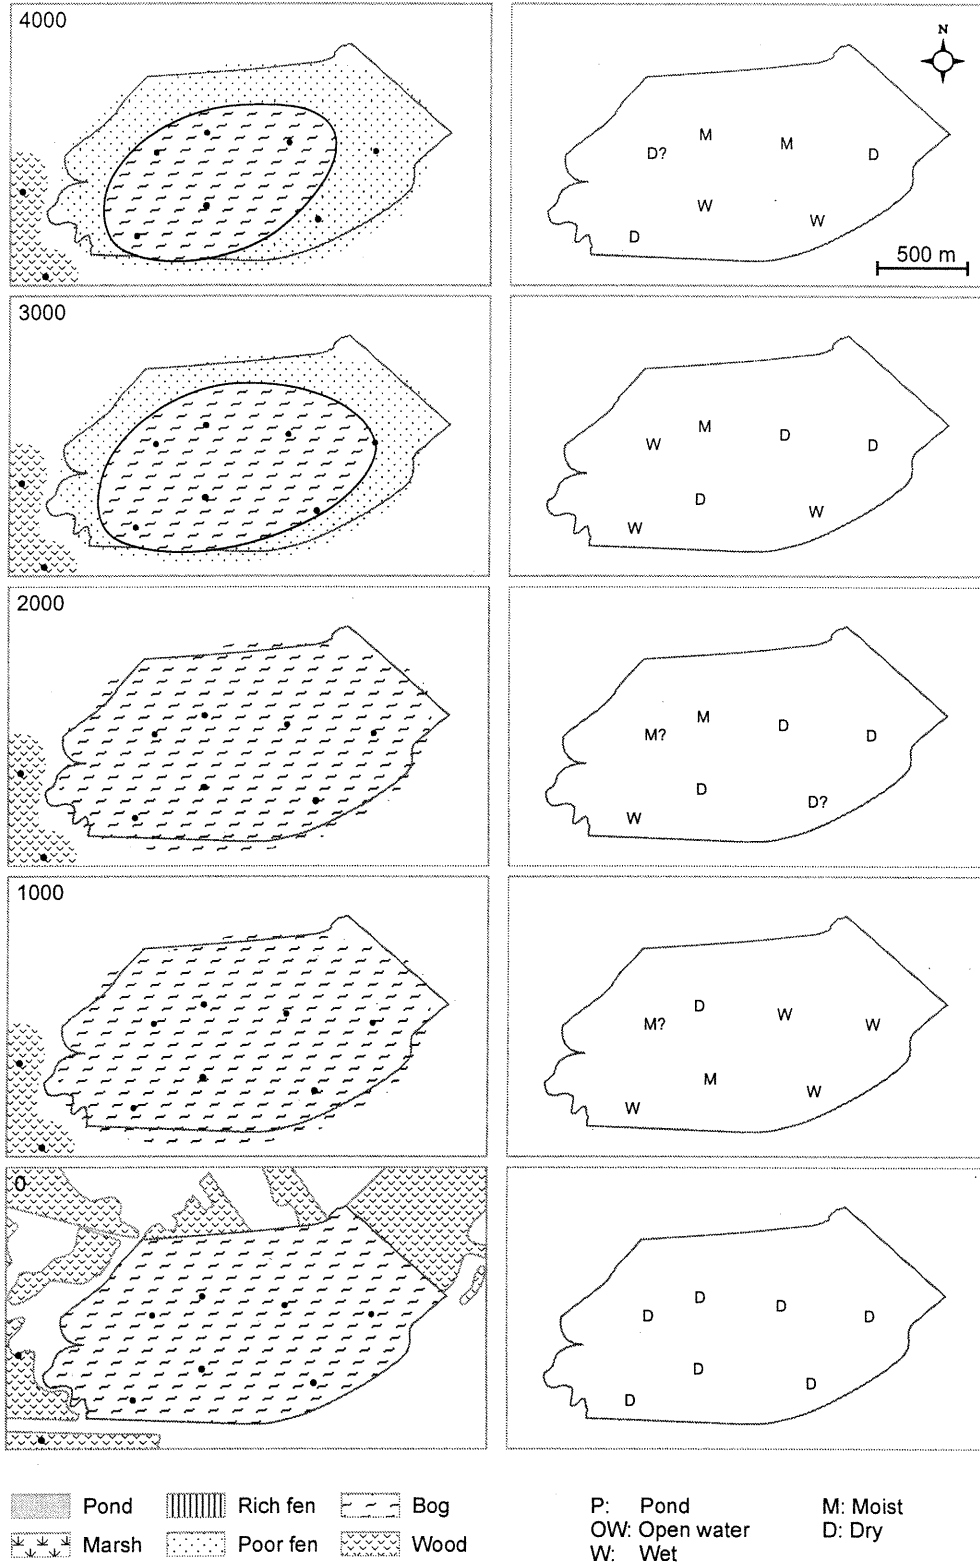 4000
N
M
M
D?
D
W
W
D
500 m
3000
M
D
W
D
D
W
W
2000
M
D
M?
D
D
D?
W
1000
D
W
W
M?
M
W
W
0
D
D
D
D
D
D
D
Pond Rich fen Bog P: Pond M: Moist
Marsh Poor fen Wood OW: Open water D: Dry
W: Wet